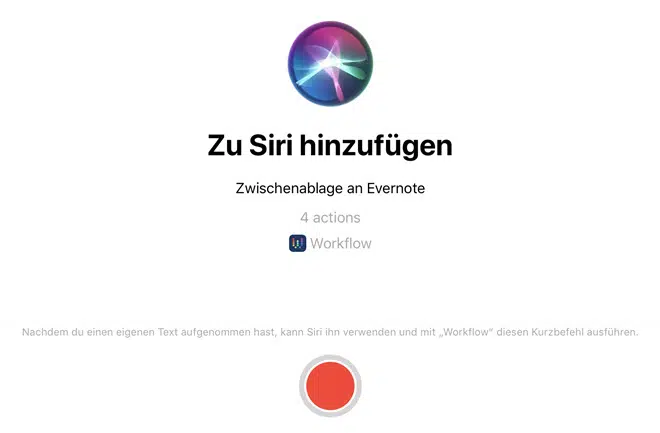 Zu Siri hinzufügen
Zwischenablage an Evernote
4 actions
Workflow
Nachdem du einen eigenen Text aufgenommen hast, kann Siri ihn verwenden und mit „Workflow“ diesen Kurzbefehl ausführen.